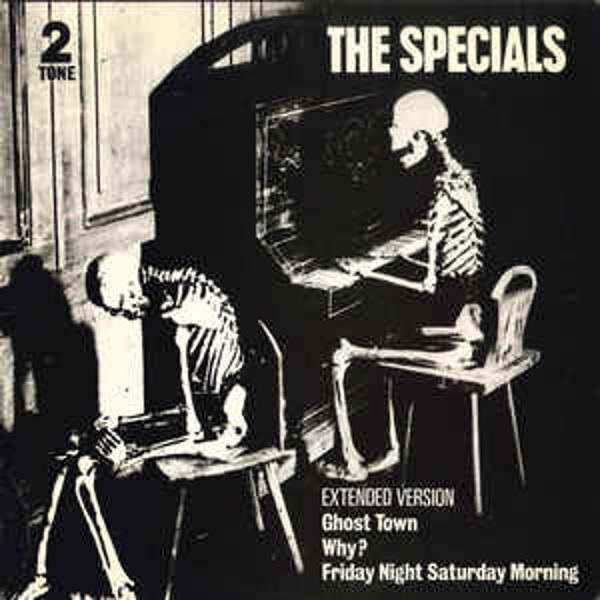 2
TONE
THE SPECIALS
EXTENDED VERSION
Ghost Town
Why?
Friday Night Saturday Morning